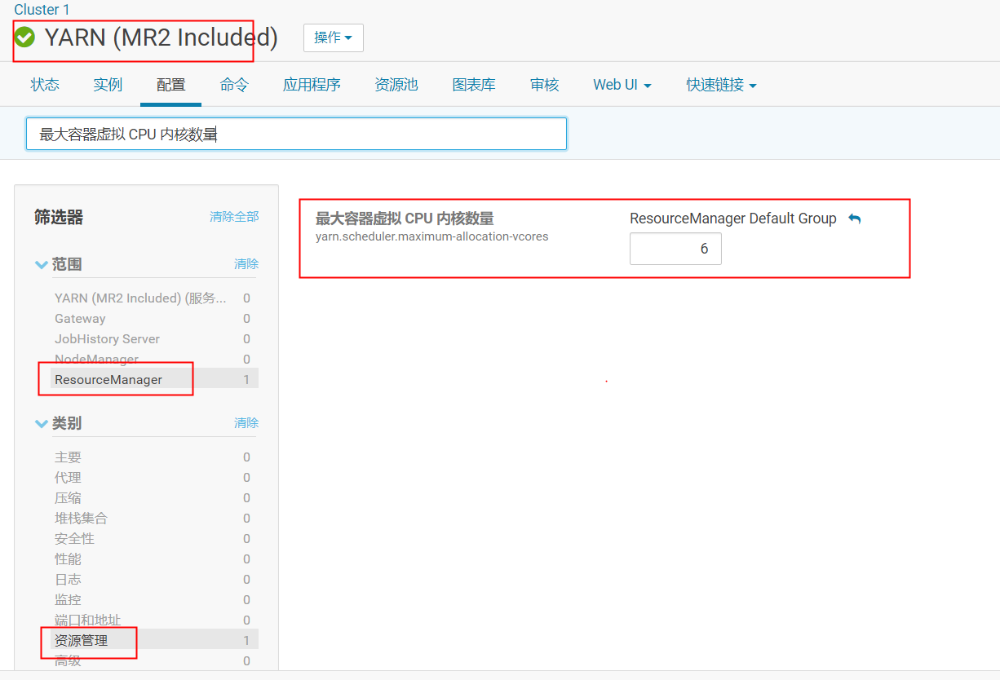 Cluster 1
YARN (MR2 Included)
操作
状态 实例 配置 命令 应用程序 资源池 图表库 审核 Web UI 快速链接
最大容器虚拟 CPU 内核数量
筛选器 清除全部
范围 清除
YARN (MR2 Included) (服务... 0
Gateway 0
JobHistory Server 0
NodeManager 0
ResourceManager 1
类别 清除
主要 0
代理 0
压缩 0
堆栈集合 0
安全性 0
性能 0
日志 0
监控 0
端口和地址 0
资源管理 1
高级 0
最大容器虚拟 CPU 内核数量
yarn.scheduler.maximum-allocation-vcores
ResourceManager Default Group
6